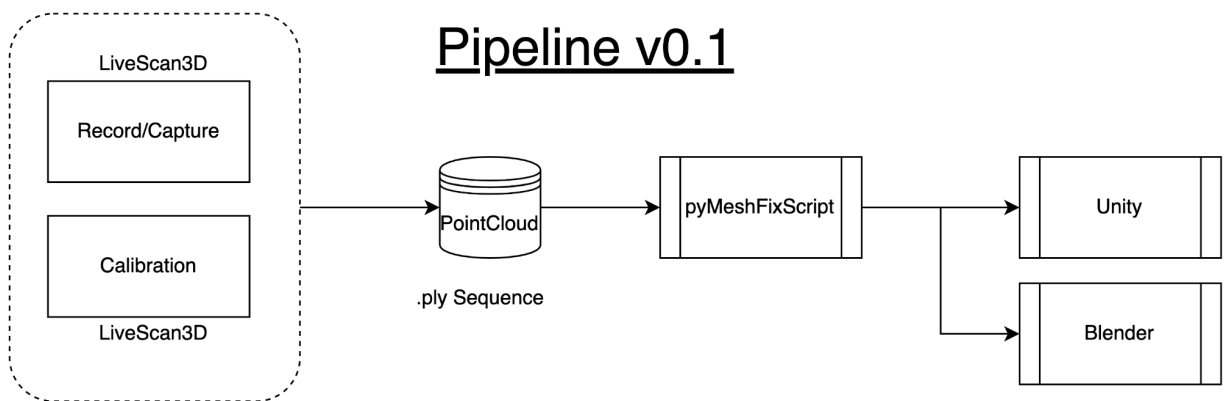 Pipeline v0.1
LiveScan3D
Record/Capture
Calibration
LiveScan3D
PointCloud
.ply Sequence
pyMeshFixScript
Unity
Blender